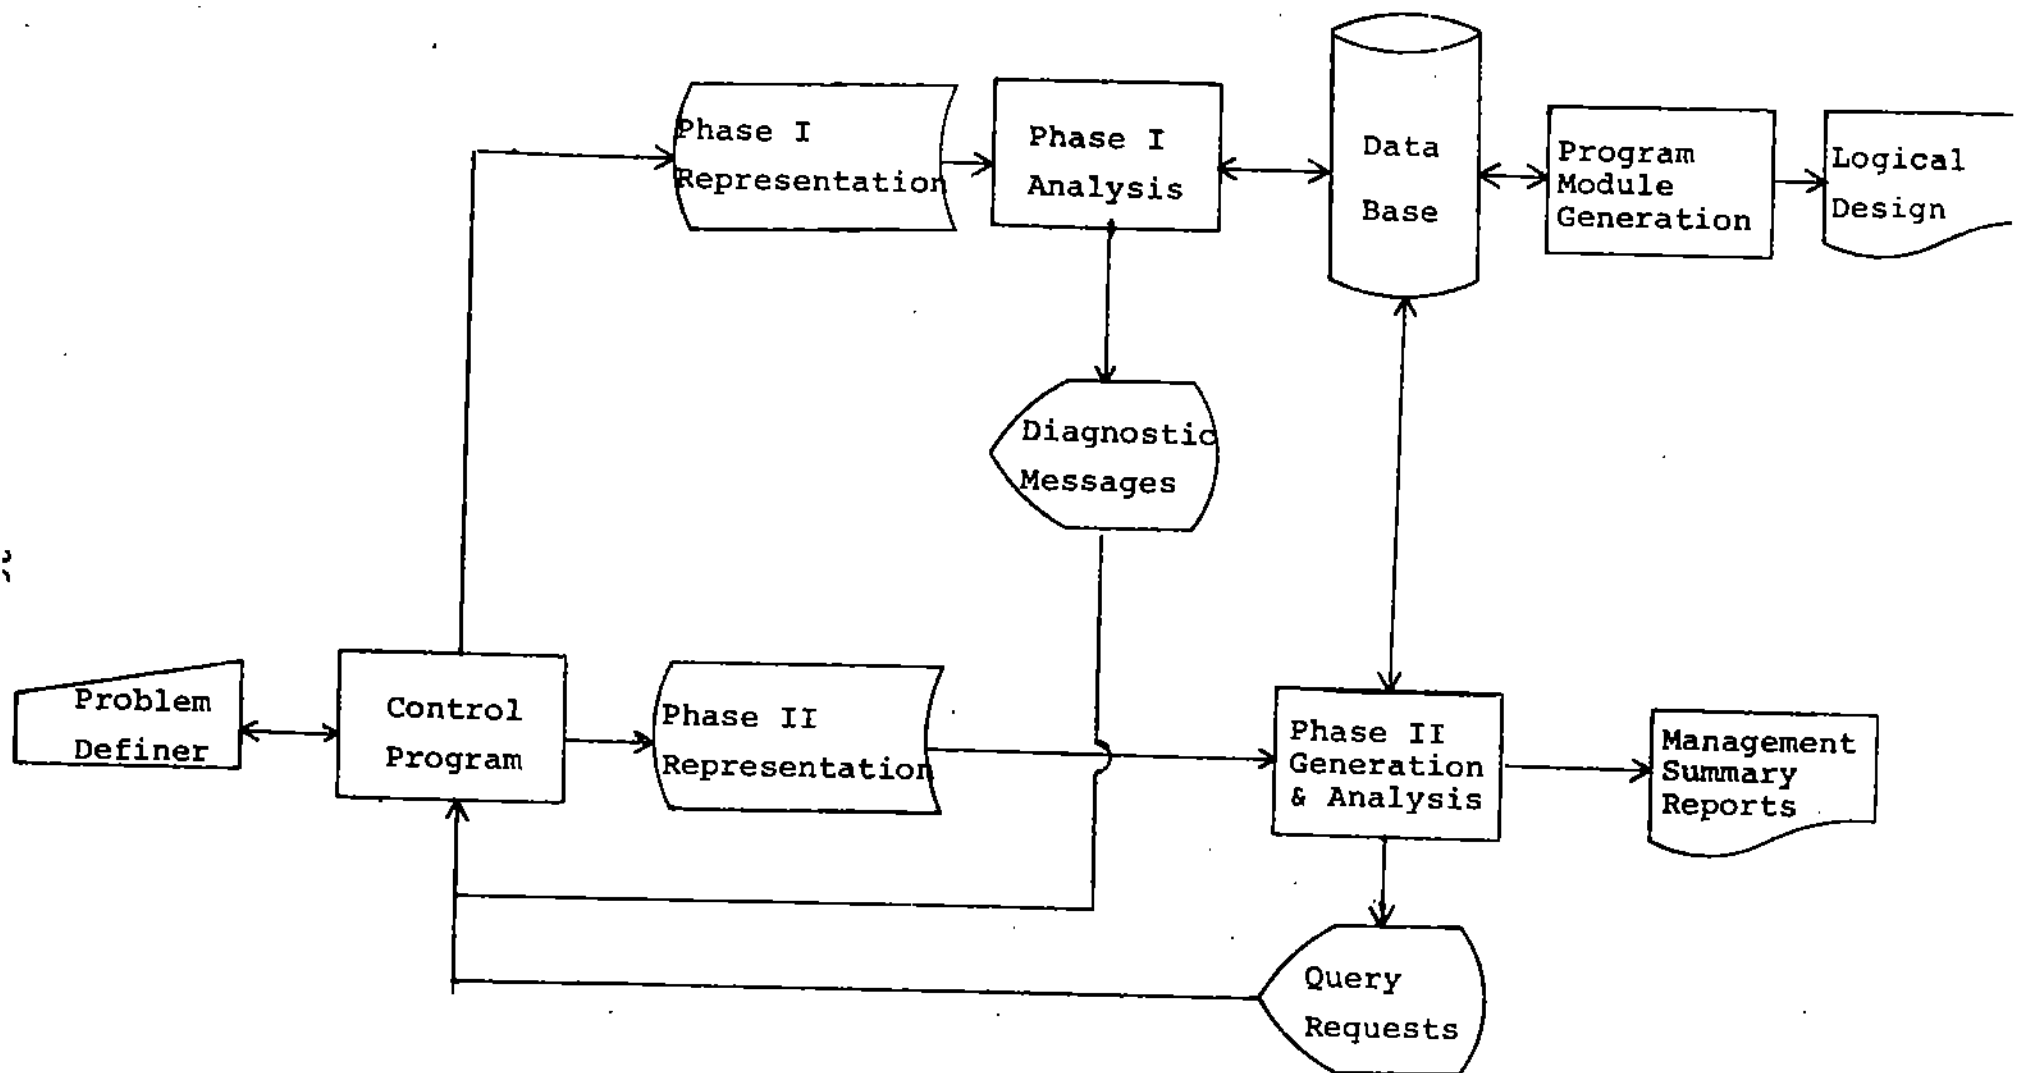 Phase I
Representation
Phase I
Analysis
Data
Base
Program
Module
Generation
Logical
Design
Diagnostic
Messages
Problem
Definer
Control
Program
Phase II
Representation
Phase II
Generation
& Analysis
Management
Summary
Reports
Query
Requests